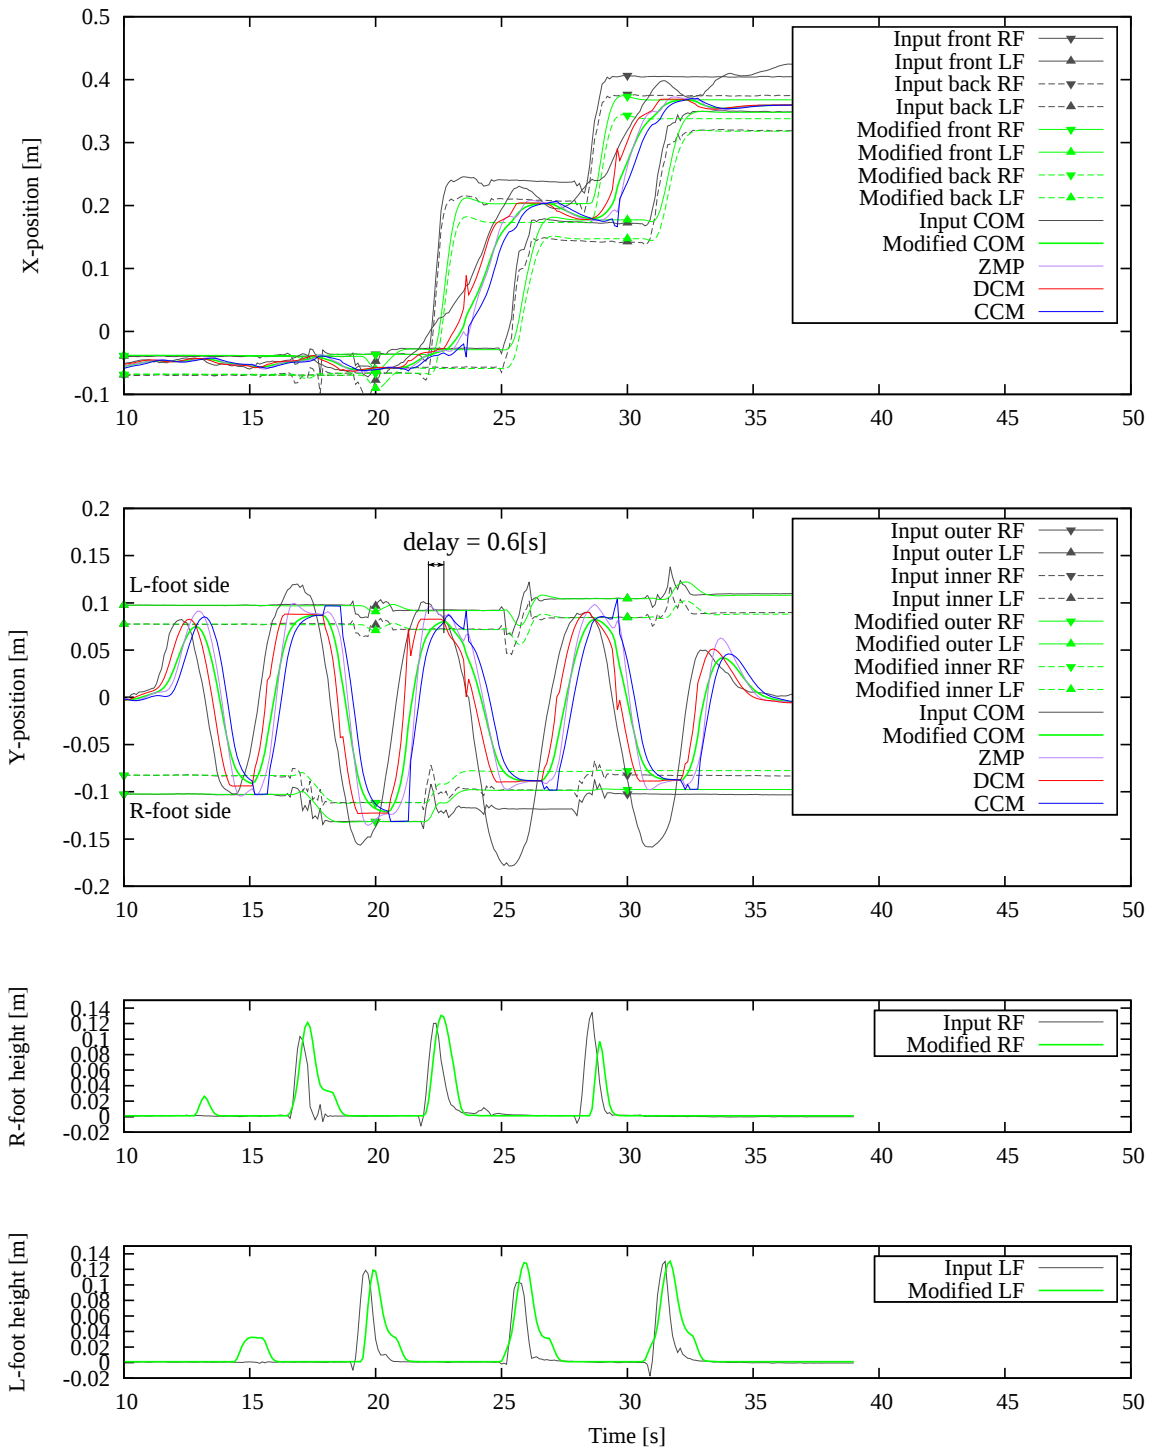 X-position [m]
0.5
0.4
0.3
0.2
0.1
0
-0.1
10 15 20 25 30 35 40 45 50
Input front RF
Input front LF
Input back RF
Input back LF
Modified front RF
Modified front LF
Modified back RF
Modified back LF
Input COM
Modified COM
ZMP
DCM
CCM
Y-position [m]
0.2
0.15
0.1
0.05
0
-0.05
-0.1
-0.15
-0.2
10 15 20 25 30 35 40 45 50
delay = 0.6[s]
L-foot side
R-foot side
Input outer RF
Input outer LF
Input inner RF
Input inner LF
Modified outer RF
Modified outer LF
Modified inner RF
Modified inner LF
Input COM
Modified COM
ZMP
DCM
CCM
R-foot height [m]
0.14
0.12
0.1
0.08
0.06
0.04
0.02
0
-0.02
10 15 20 25 30 35 40 45 50
Input RF
Modified RF
L-foot height [m]
0.14
0.12
0.1
0.08
0.06
0.04
0.02
0
-0.02
10 15 20 25 30 35 40 45 50
Input LF
Modified LF
Time [s]